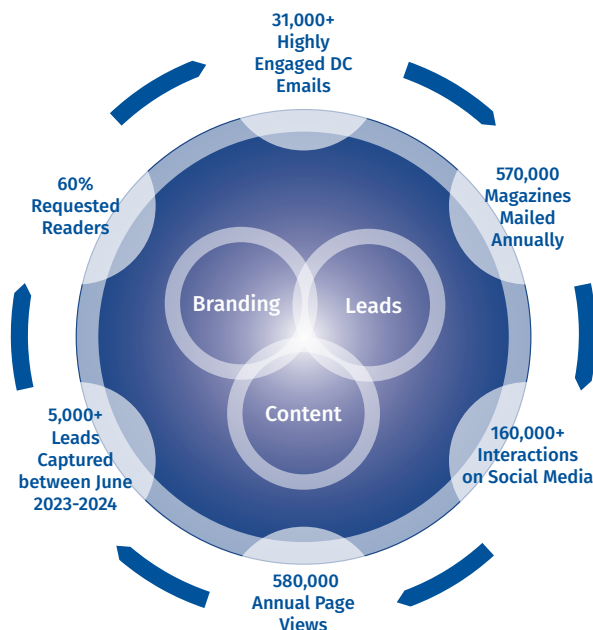 31,000+
Highly
Engaged DC
Emails
60%
Requested
Readers
570,000
Magazines
Mailed
Annually
Branding
Leads
Content
5,000+
Leads
Captured
between June
2023-2024
160,000+
Interactions
on Social Media
580,000
Annual Page
Views